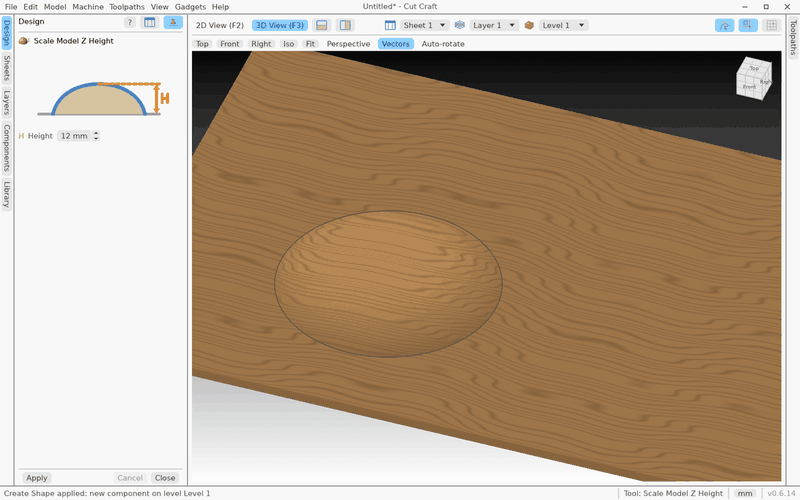 Untitled* - Cut Craft
File Edit Model Machine Toolpaths View Gadgets Help
Design
Sheets
Layers
Components
Library
Design ?
Scale Model Z Height
H
H Height 12 mm
Apply Cancel Close
2D View (F2) 3D View (F3) Sheet 1 Layer 1 Level 1
Top Front Right Iso Fit Perspective Vectors Auto-rotate
Top
Front
Right
Toolpaths
Create Shape applied: new component on level Level 1
Tool: Scale Model Z Height mm v0.6.14